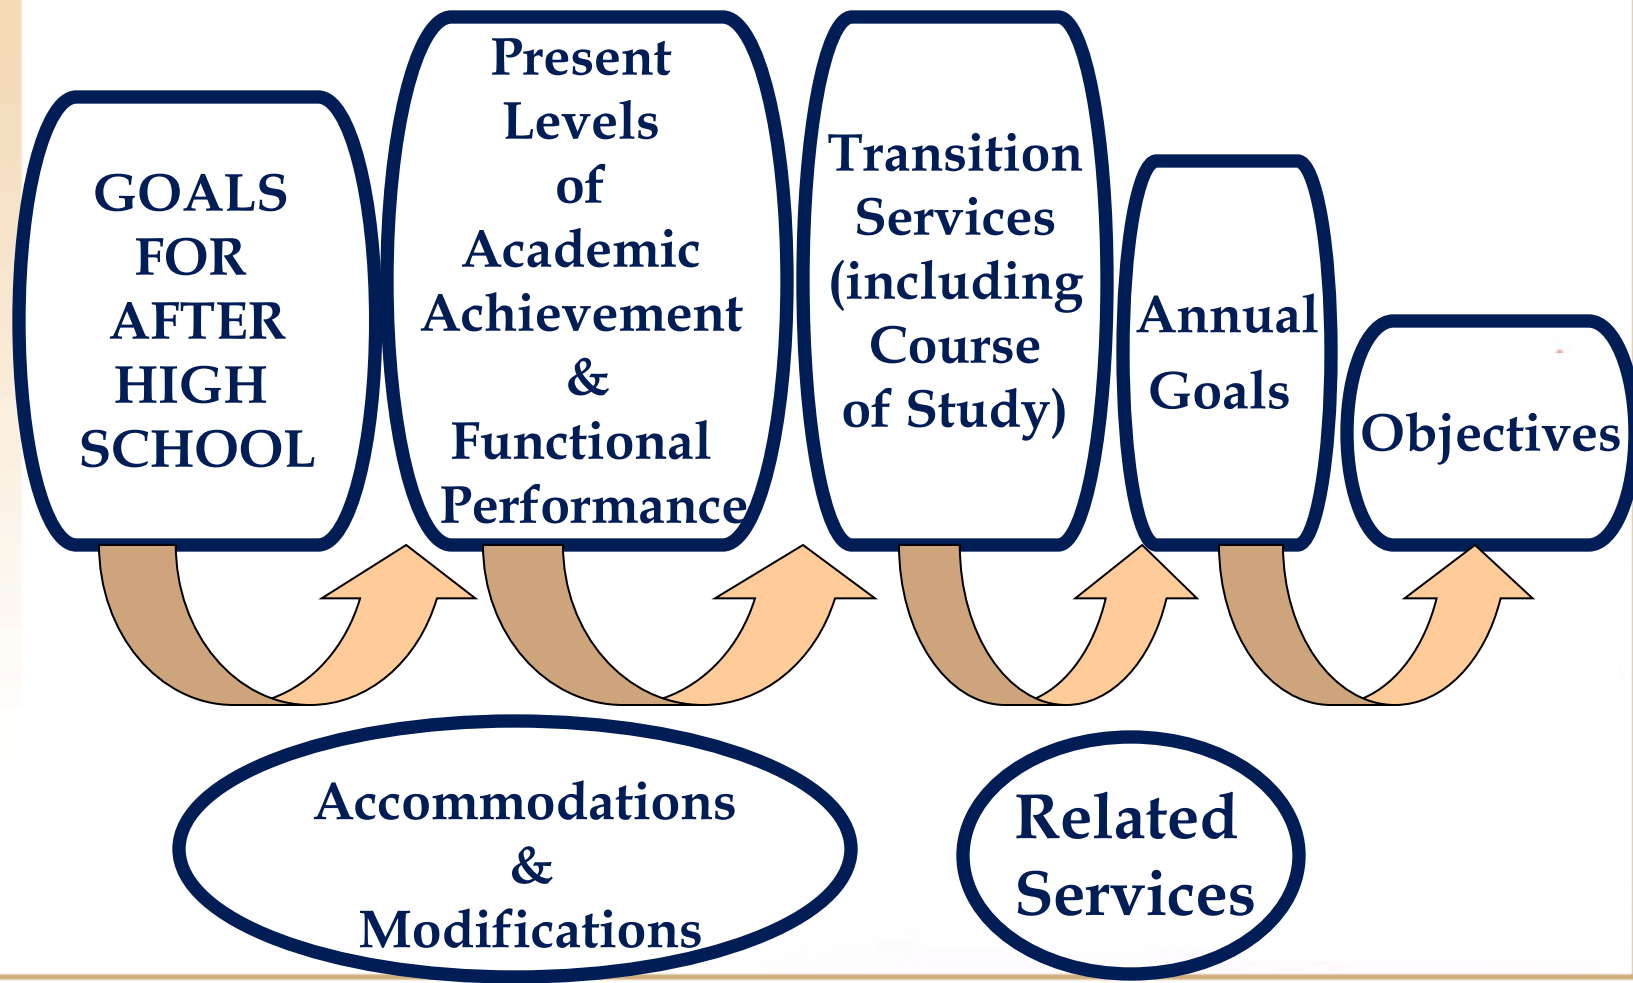 GOALS
FOR
AFTER
HIGH
SCHOOL
Present
Levels
of
Academic
Achievement
&
Functional
Performance
Transition
Services
(including
Course
of Study)
Annual
Goals
Objectives
Accommodations
&
Modifications
Related
Services